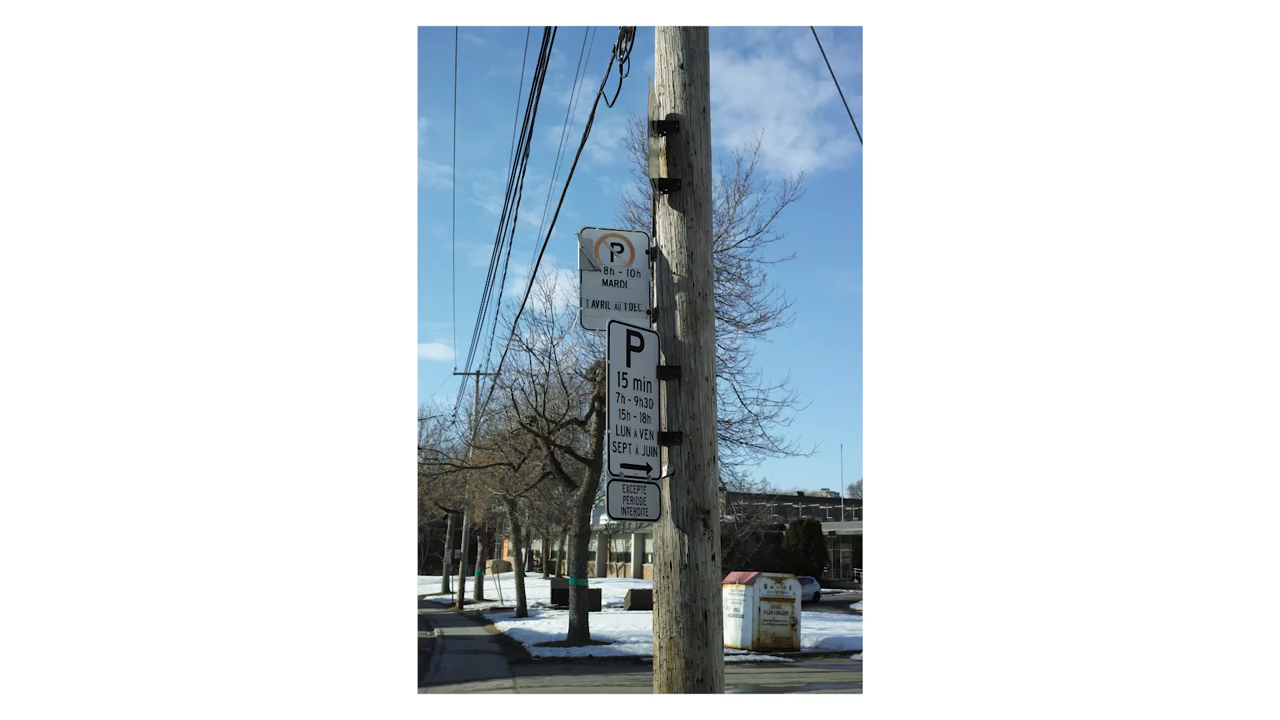 P
8h - 10h
MARDI
1 AVRIL AU 1 DEC
P
15 min
7h - 9h30
15h - 18h
LUN À VEN
SEPT À JUIN
EXCEPTÉ
PÉRIODE
INTERDITE